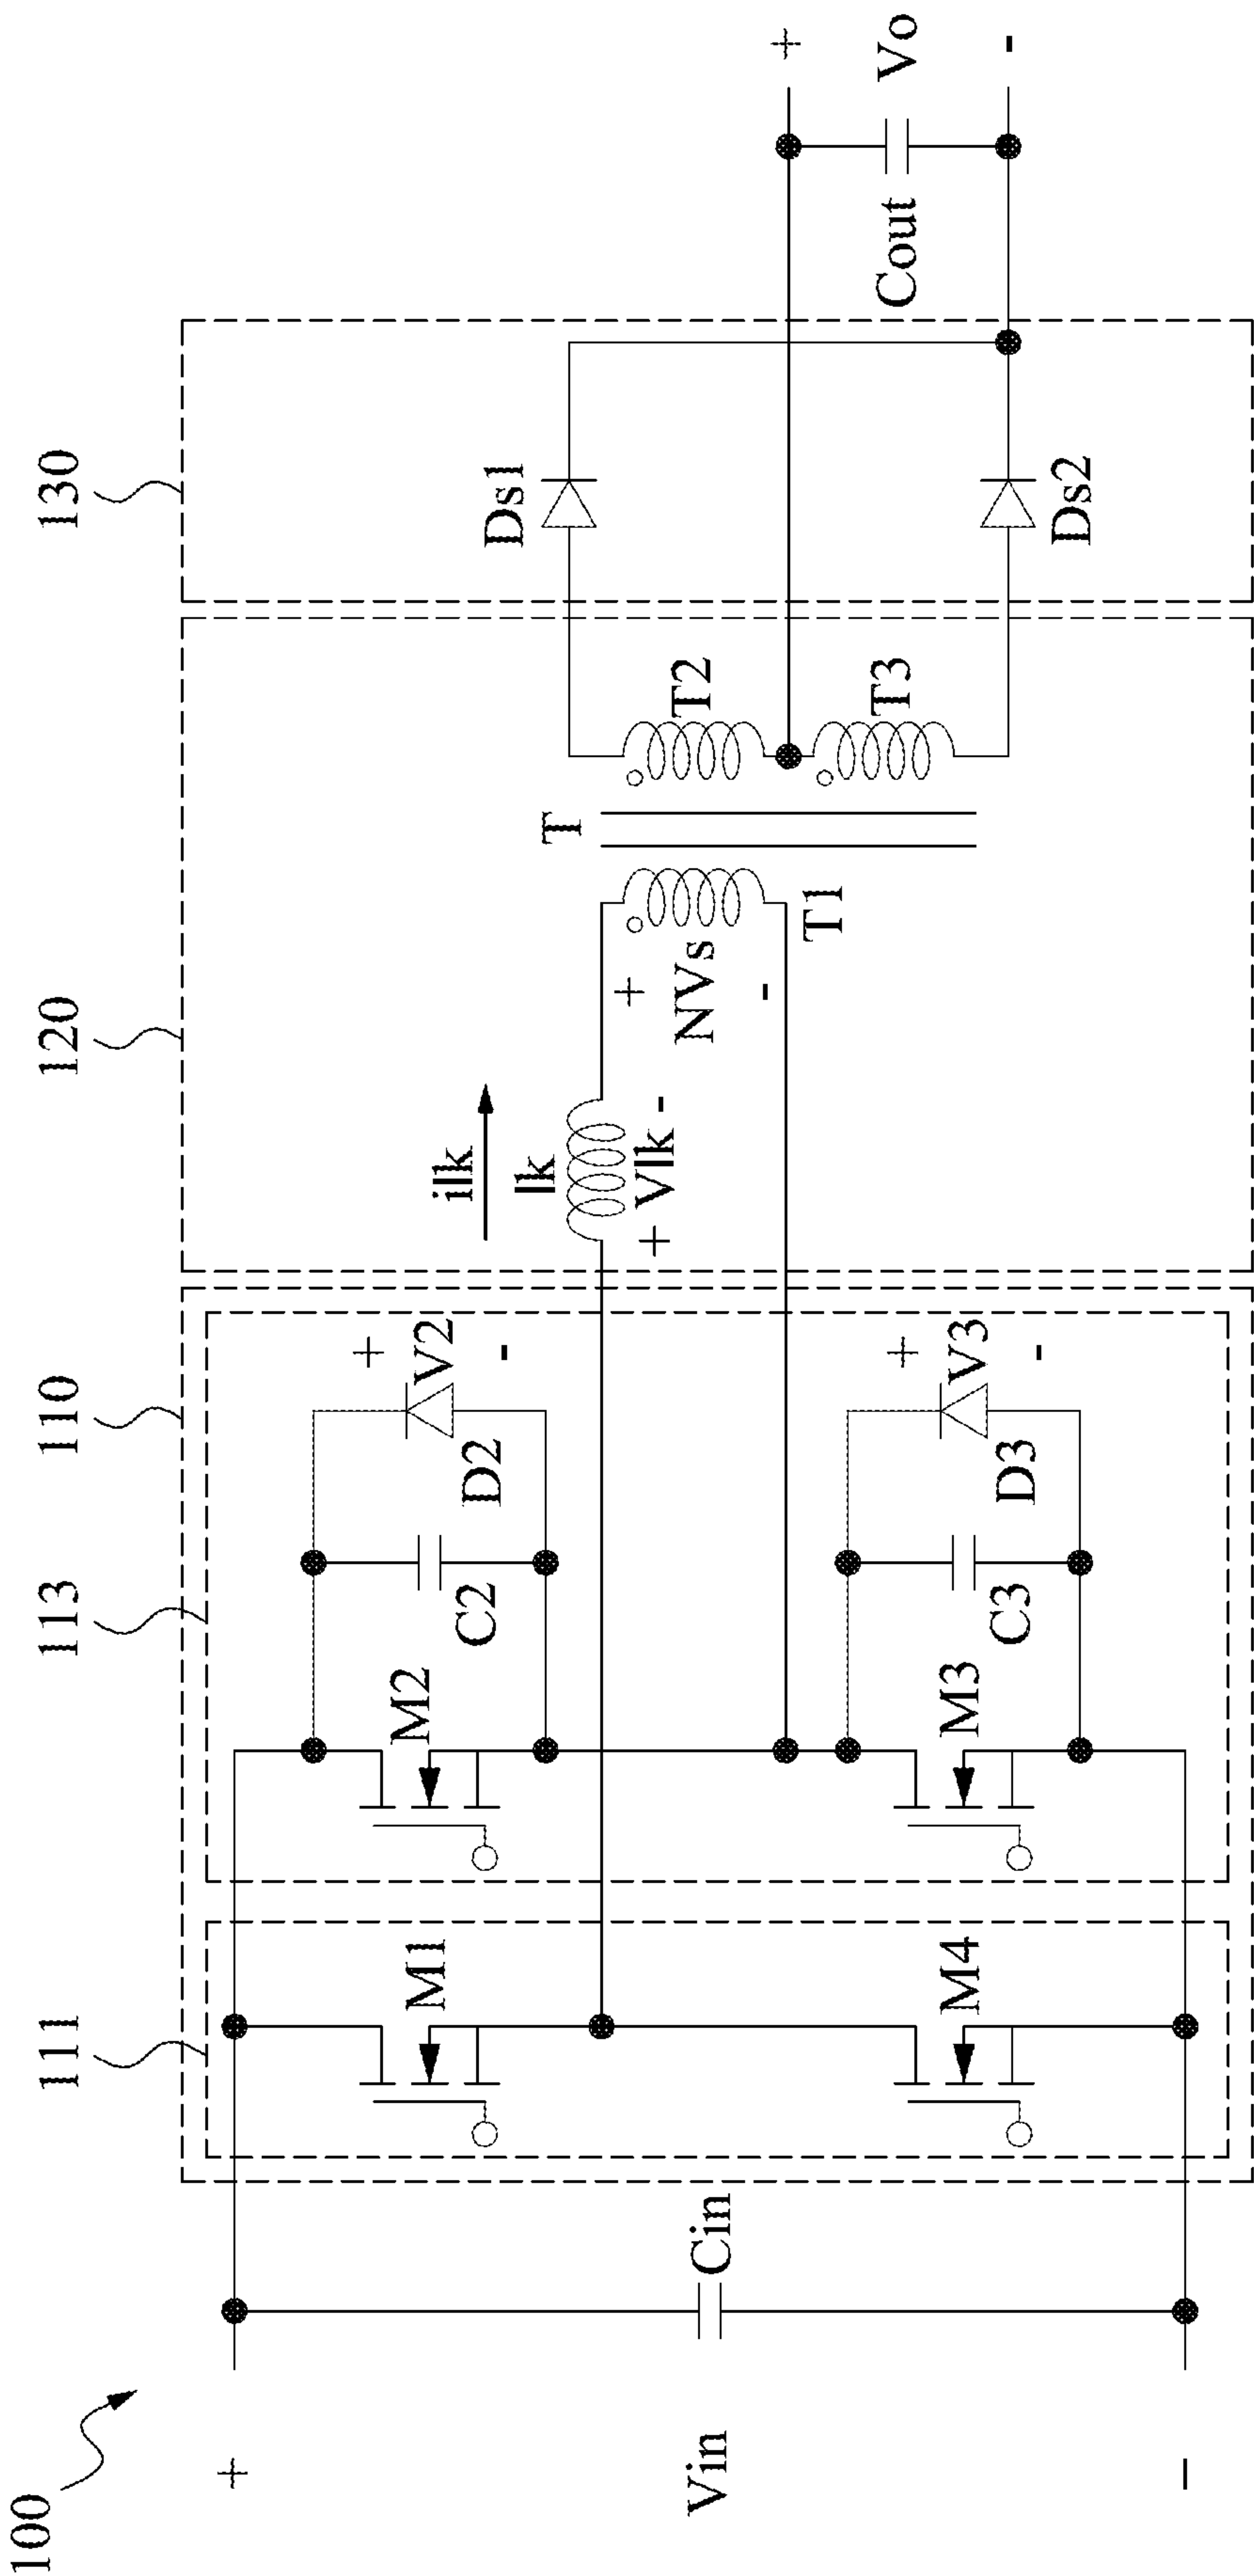 100
111
113
110
120
130
+
Vin
-
Cin
M1
M4
M2
M3
C2
D2
+
V2
-
C3
D3
+
V3
-
ilk
lk
+ Vlk -
+
NVs
-
T1
T
T2
T3
Ds1
Ds2
Cout
+
Vo
-